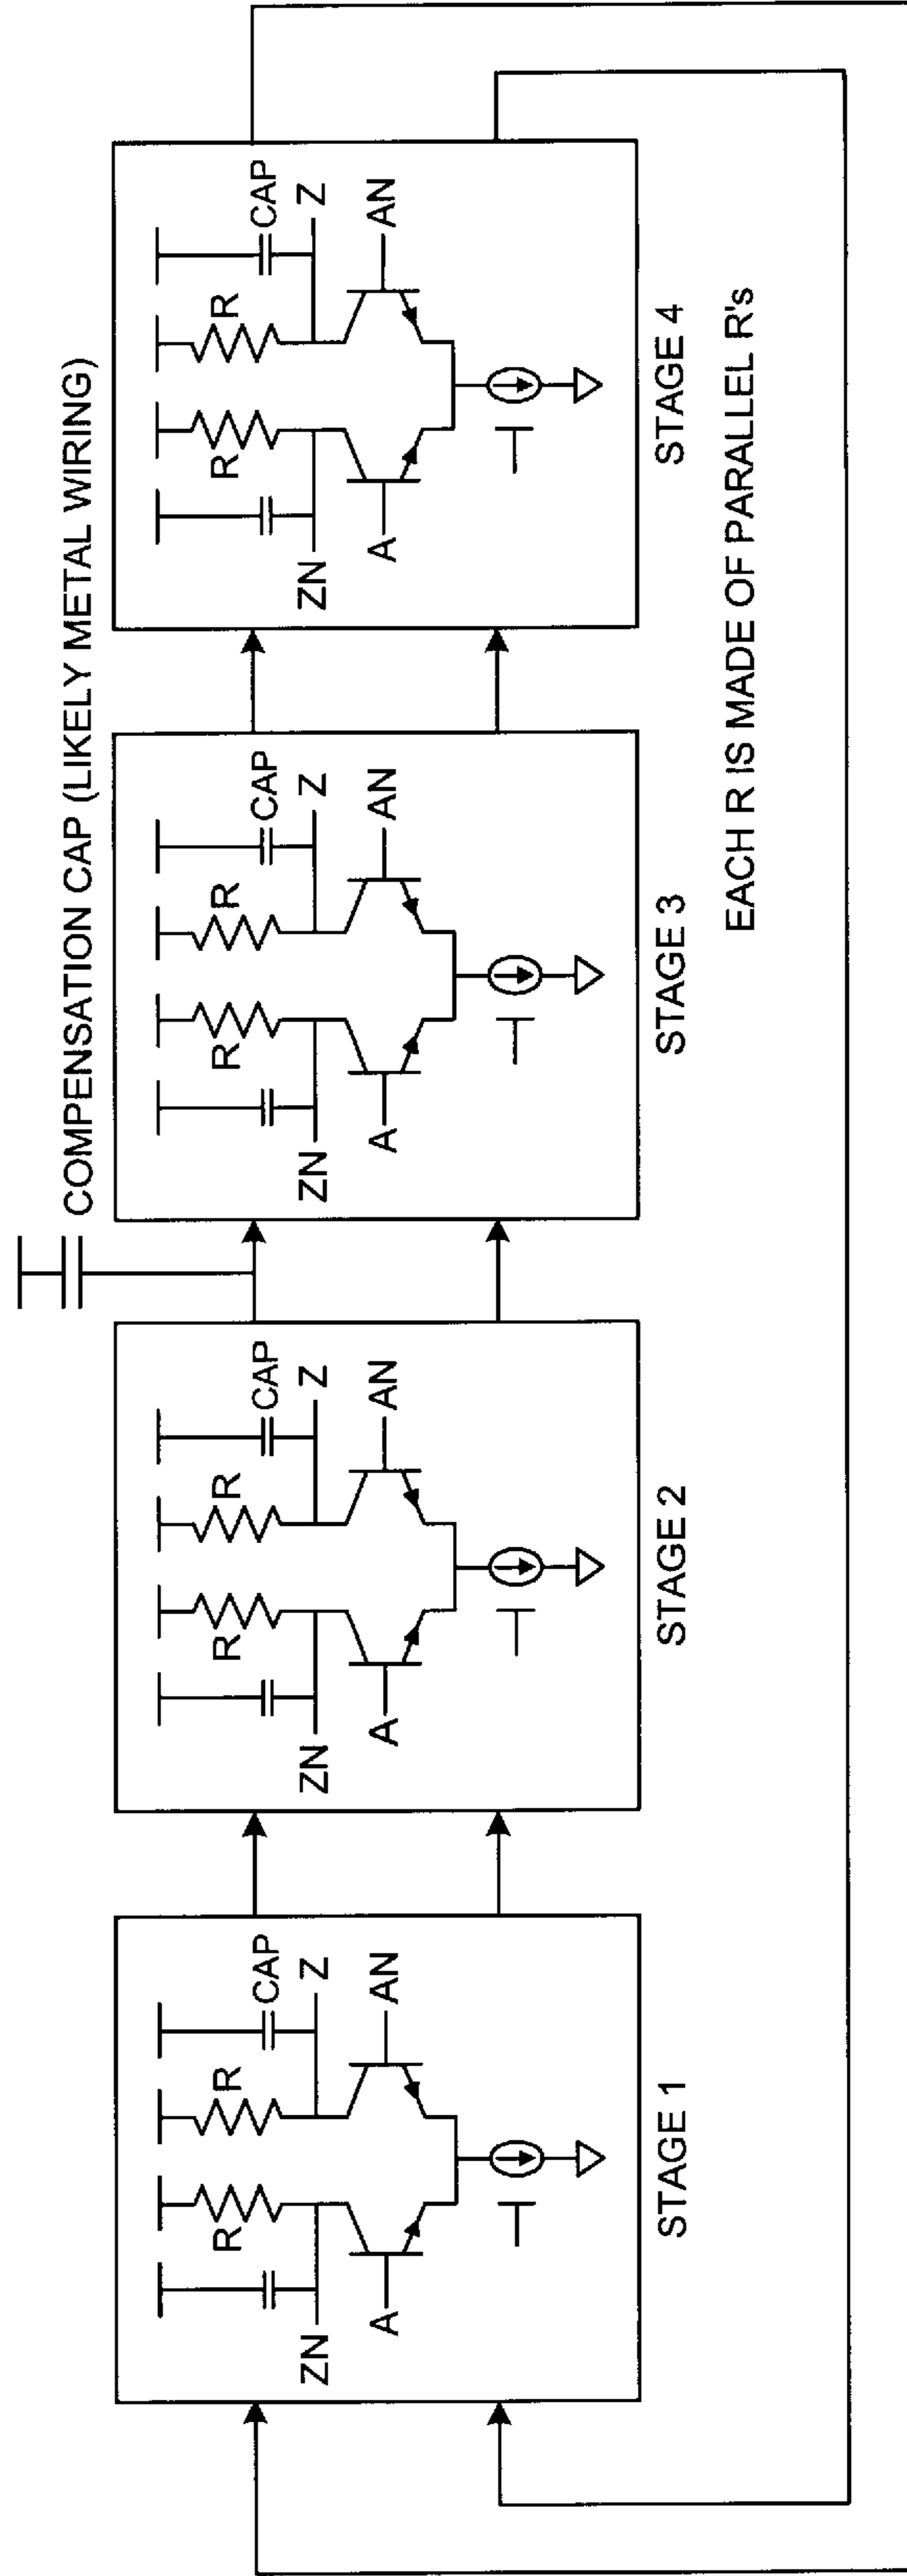 COMPENSATION CAP (LIKELY METAL WIRING)
R
R
CAP
ZN
Z
A
AN
STAGE 1
R
R
CAP
ZN
Z
A
AN
STAGE 2
R
R
CAP
ZN
Z
A
AN
STAGE 3
R
R
CAP
ZN
Z
A
AN
STAGE 4
EACH R IS MADE OF PARALLEL R's